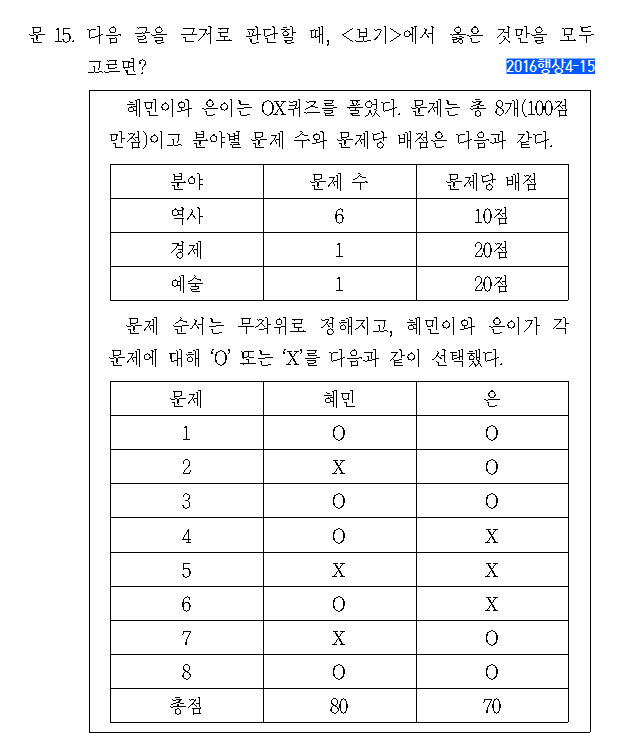 문 15. 다음 글을 근거로 판단할 때, <보기>에서 옳은 것만을 모두
고르면?
2016행상4-15
혜민이와 은이는 OX퀴즈를 풀었다. 문제는 총 8개(100점
만점)이고 분야별 문제 수와 문제당 배점은 다음과 같다.
분야 문제 수 문제당 배점
역사 6 10점
경제 1 20점
예술 1 20점
문제 순서는 무작위로 정해지고, 혜민이와 은이가 각
문제에 대해 ‘O’ 또는 ‘X’를 다음과 같이 선택했다.
문제 혜민 은
1 O O
2 X O
3 O O
4 O X
5 X X
6 O X
7 X O
8 O O
총점 80 70